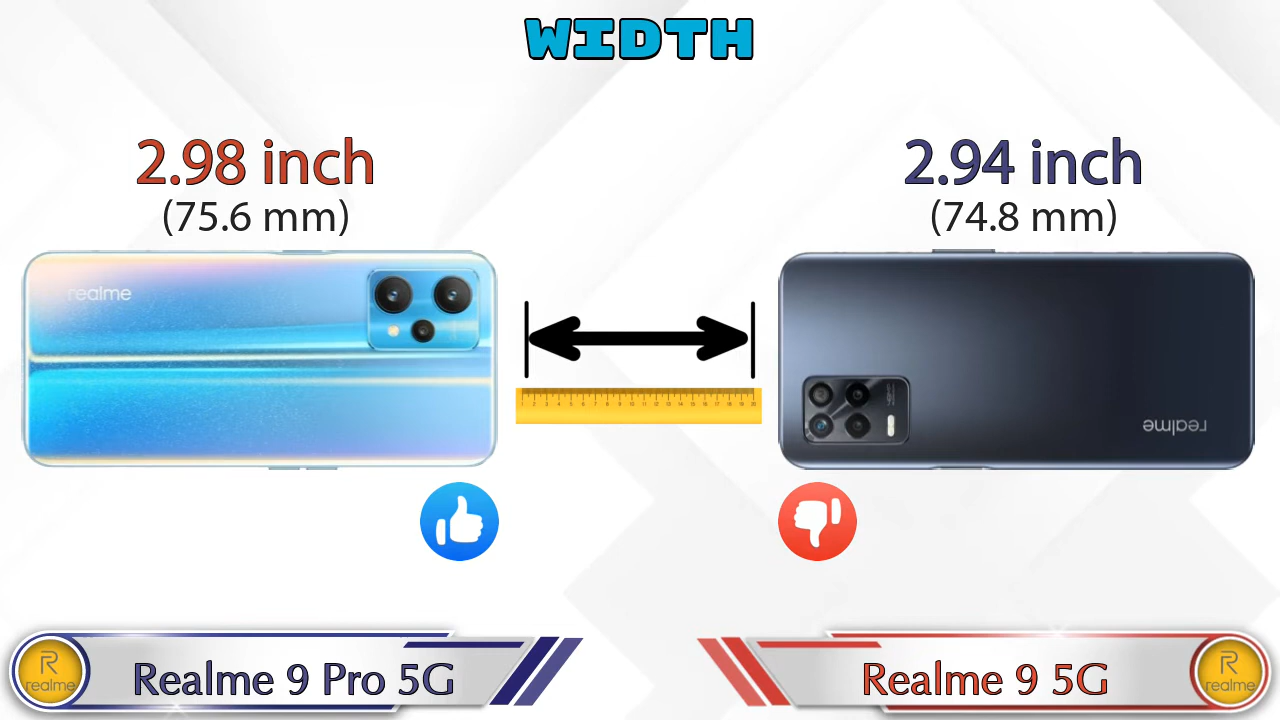 WIDTH
2.98 inch
(75.6 mm)
2.94 inch
(74.8 mm)
realme
realme
R
realme
Realme 9 Pro 5G
Realme 9 5G
R
realme